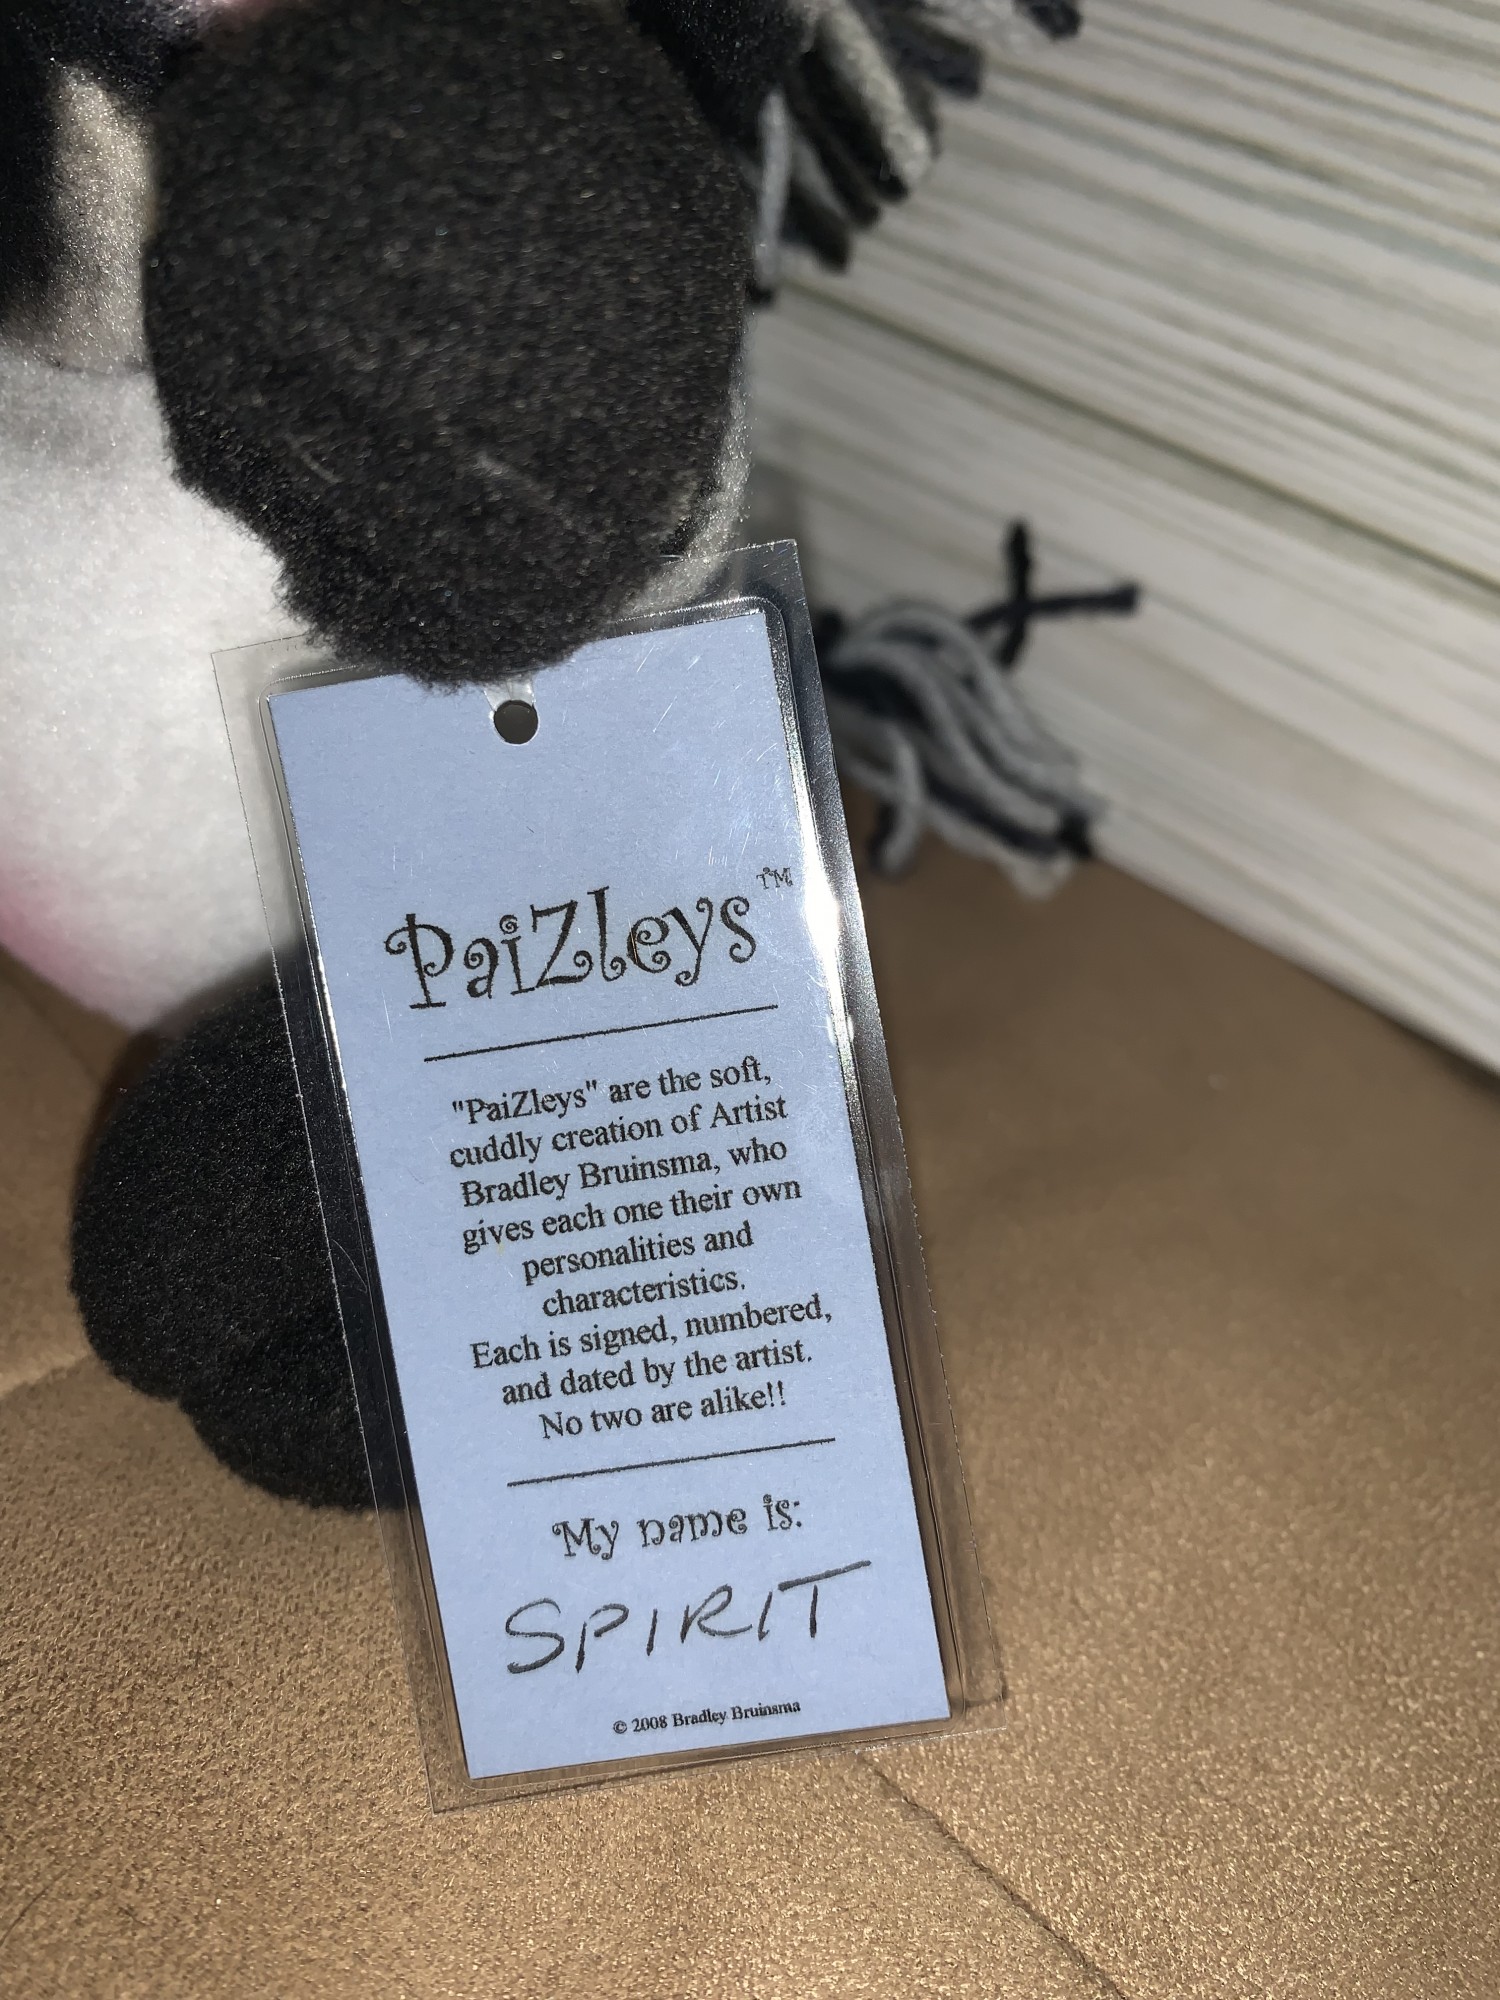 PaiZleys™
"PaiZleys" are the soft,
cuddly creation of Artist
Bradley Bruinsma, who
gives each one their own
personalities and
characteristics.
Each is signed, numbered,
and dated by the artist.
No two are alike!!
My name is:
SPIRIT
© 2008 Bradley Bruinsma